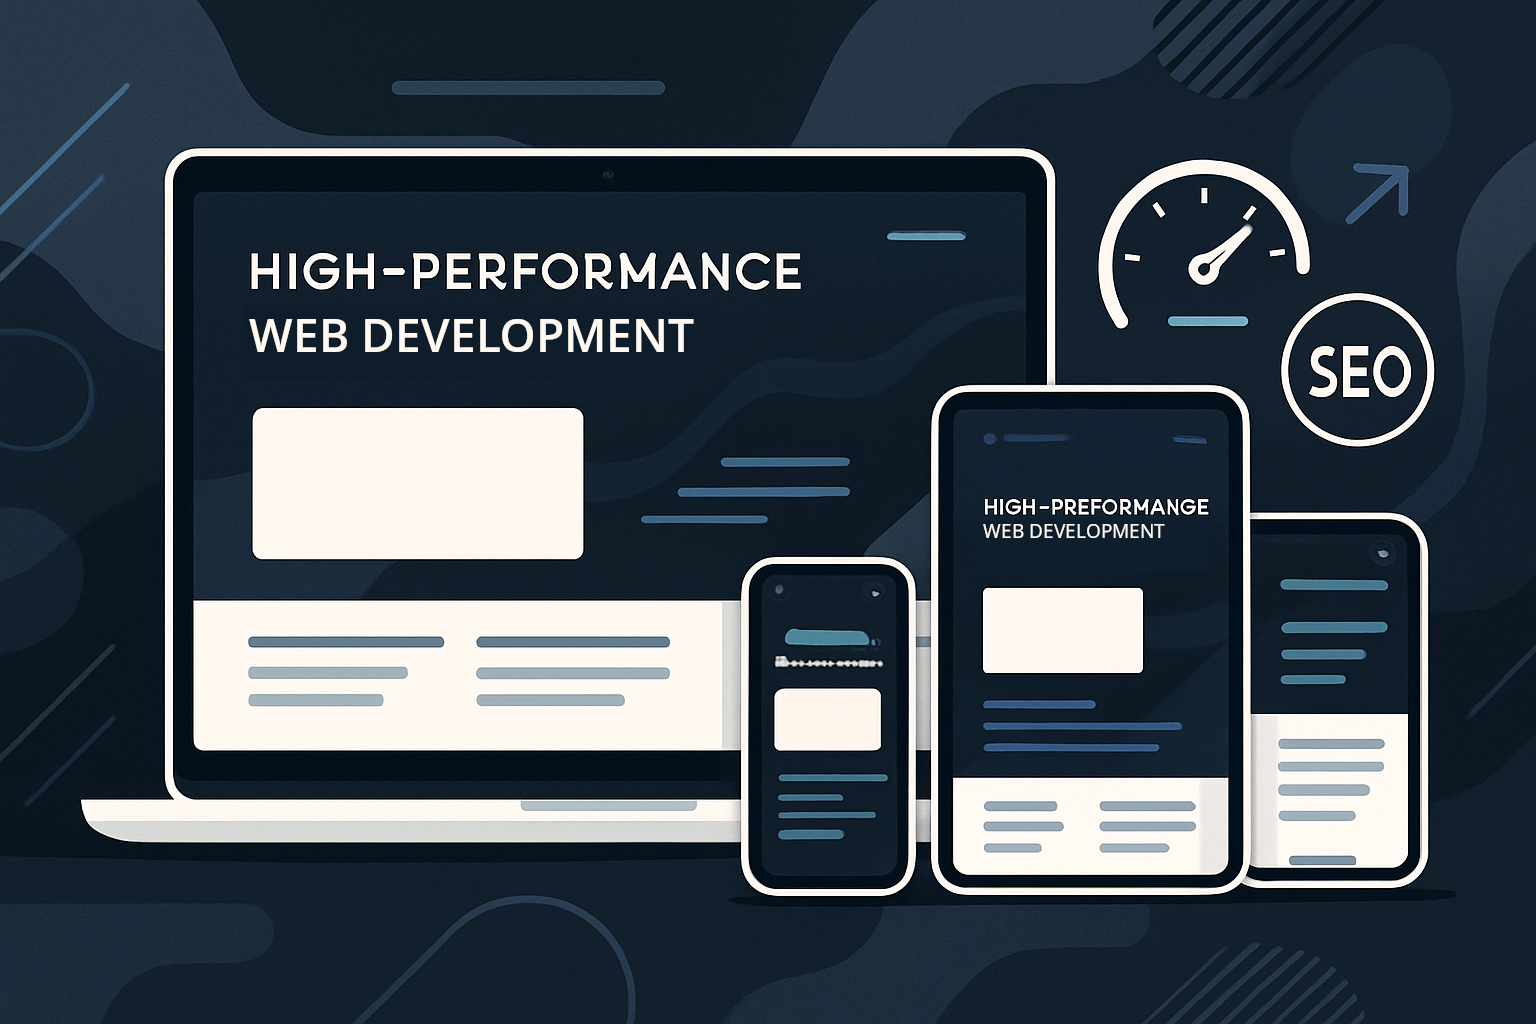 HIGH-PERFORMANCE
WEB DEVELOPMENT
SEO
HIGH-PREFORMANGE
WEB DEVELOPMENT